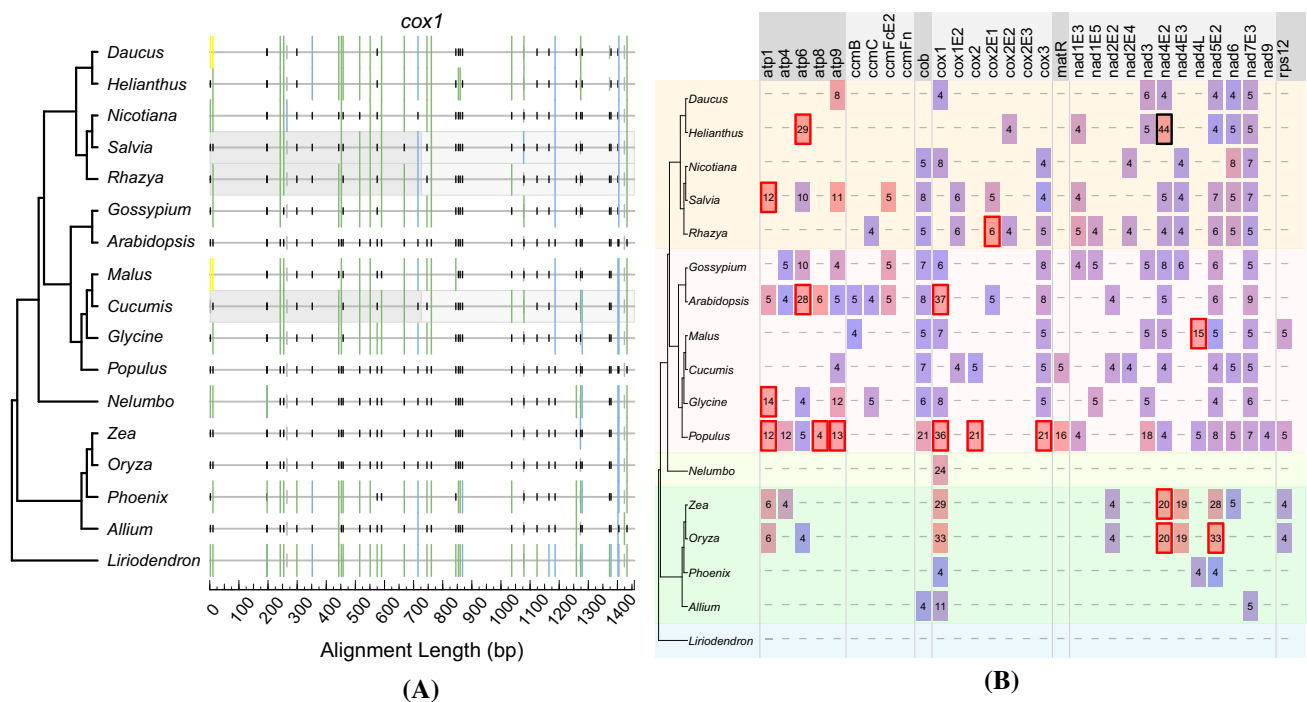 cox1
Daucus
Helianthus
Nicotiana
Salvia
Rhazya
Gossypium
Arabidopsis
Malus
Cucumis
Glycine
Populus
Nelumbo
Zea
Oryza
Phoenix
Allium
Liriodendron
0 100 200 300 400 500 600 700 800 900 1000 1100 1200 1300 1400
Alignment Length (bp)
(A)
atp1 atp4 atp6 atp8 atp9 ccmB ccmC ccmFcE2 ccmFn cob cox1 cox1E2 cox2 cox2E1 cox2E2 cox2E3 cox3 matR nad1E3 nad1E5 nad2E2 nad2E4 nad3 nad4E2 nad4E3 nad4L nad5E2 nad6 nad7E3 nad9 rps12
Daucus 8 4 6 4 5 4 5
Helianthus 29 4 3 5 44 4 5 5
Nicotiana 5 8 4 4 4 8 7
Salvia 12 10 11 5 8 6 5 4 4 4 4 5 7 7
Rhazya 4 5 6 6 4 5 5 5 4 4 4 6 5 5
Gossypium 5 10 4 5 7 6 8 4 5 5 8 6 6 5
Arabidopsis 5 4 28 6 5 5 4 5 8 37 5 8 4 5 6 9
Malus 4 5 7 5 5 5 15 5 5 5
Cucumis 4 7 4 5 5 5 4 4 4 6 5 5
Glycine 14 4 12 5 6 8 5 5 5 4 6
Populus 12 12 5 4 13 21 36 21 21 16 4 18 4 5 8 5 7 4 5
Nelumbo 24
Zea 6 4 29 2 20 19 28 5 4
Oryza 6 4 33 2 20 19 33 4
Phoenix 4 4 4
Allium 4 11 5
Liriodendron
(B)